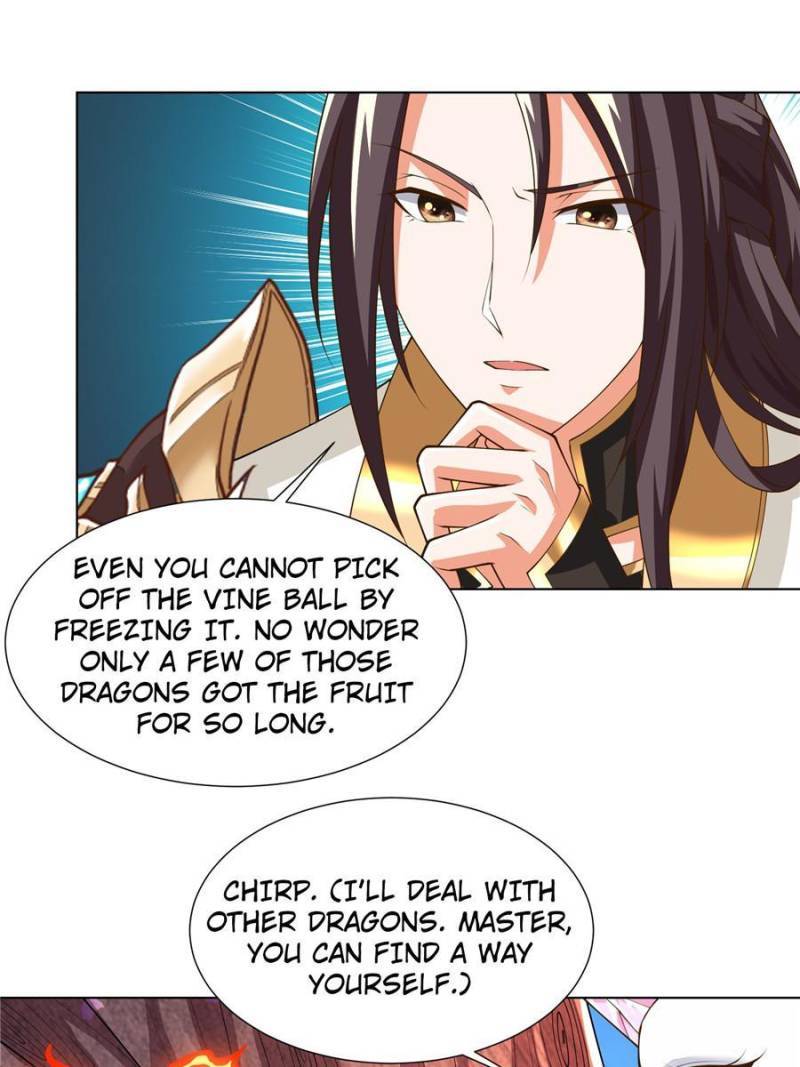 EVEN YOU CANNOT PICK
OFF THE VINE BALL BY
FREEZING IT. NO WONDER
ONLY A FEW OF THOSE
DRAGONS GOT THE FRUIT
FOR SO LONG.
CHIRP. (I'LL DEAL WITH
OTHER DRAGONS. MASTER,
YOU CAN FIND A WAY
YOURSELF.)